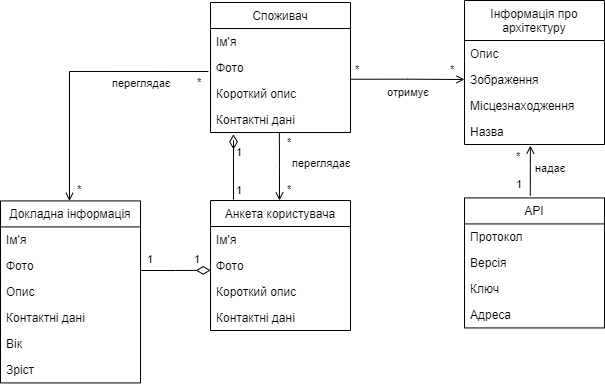 Споживач
Ім'я
Фото
Короткий опис
Контактні дані
Інформація про
архітектуру
Опис
Зображення
Місцезнаходження
Назва
переглядає
*
*
*
*
отримує
1
1
*
*
переглядає
*
1
надає
Докладна інформація
Ім'я
Фото
Опис
Контактні дані
Вік
Зріст
1
1
Анкета користувача
Ім'я
Фото
Короткий опис
Контактні дані
API
Протокол
Версія
Ключ
Адреса